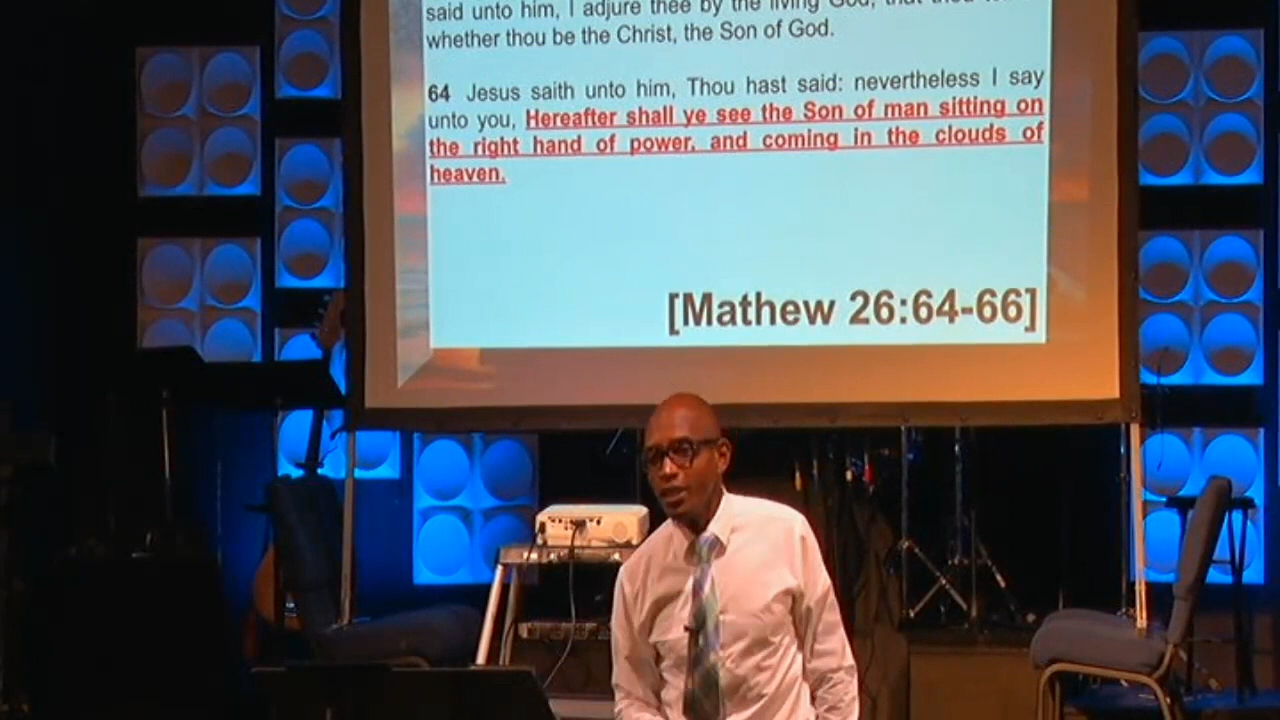 said unto him, I adjure thee by the living God, that thou
whether thou be the Christ, the Son of God.
64 Jesus saith unto him, Thou hast said: nevertheless I say
unto you, Hereafter shall ye see the Son of man sitting on
the right hand of power, and coming in the clouds of
heaven.
[Mathew 26:64-66]